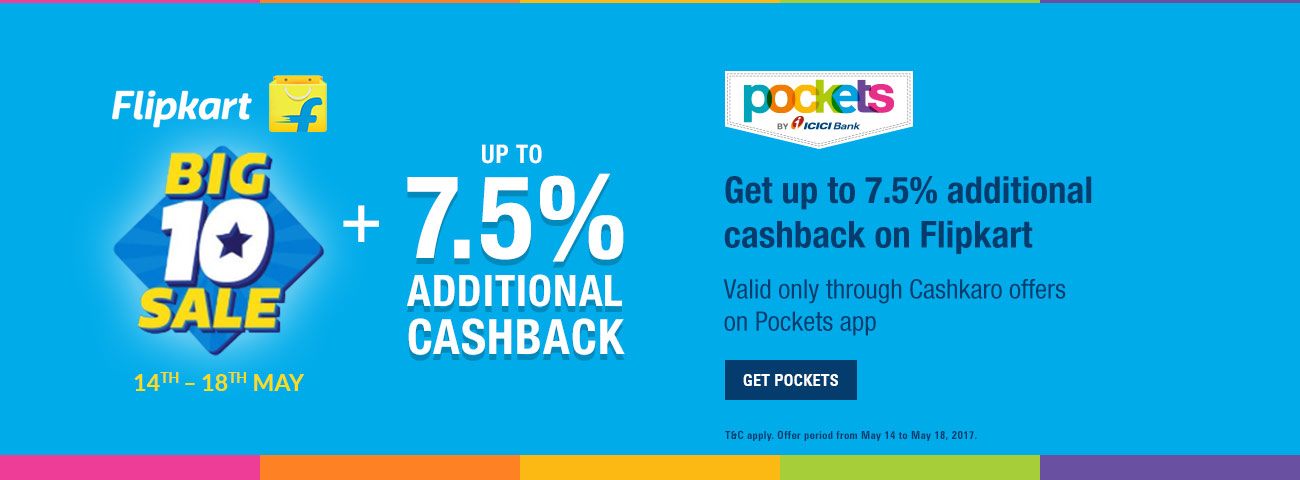 Flipkart
BIG
10
SALE
14TH – 18TH MAY
+
UP TO
7.5%
ADDITIONAL
CASHBACK
pockets
BY ICICI Bank
Get up to 7.5% additional
cashback on Flipkart
Valid only through Cashkaro offers
on Pockets app
GET POCKETS
T&C apply. Offer period from May 14 to May 18, 2017.